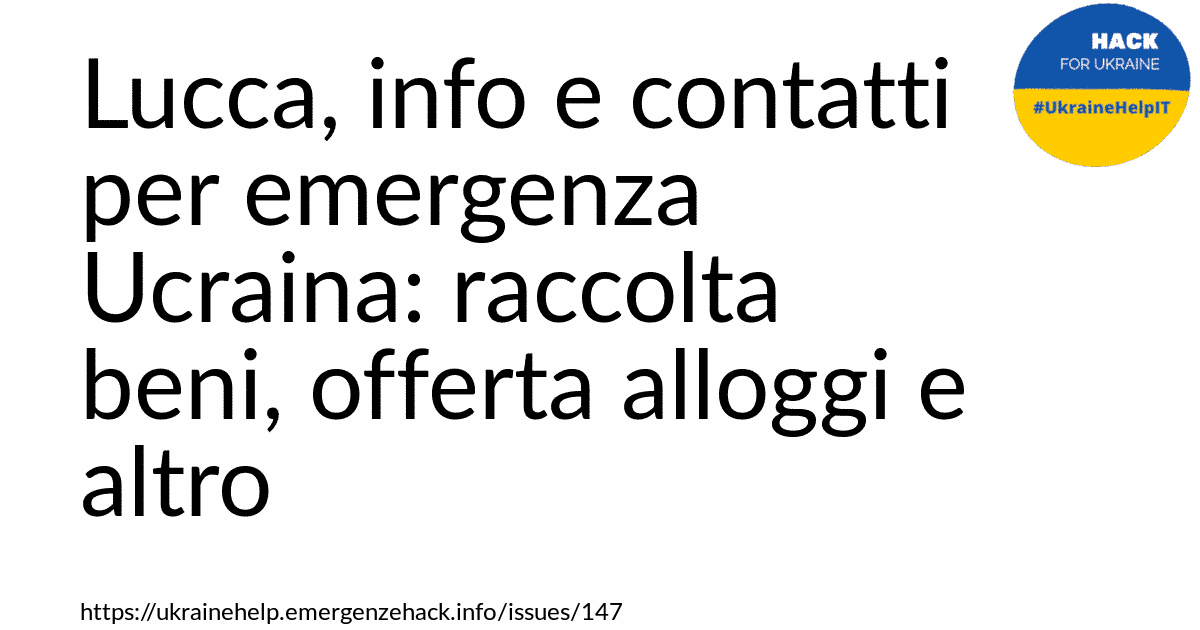 Lucca, info e contatti
per emergenza
Ucraina: raccolta
beni, offerta alloggi e
altro
HACK
FOR UKRAINE
#UkraineHelpIT
https://ukrainehelp.emergenzehack.info/issues/147